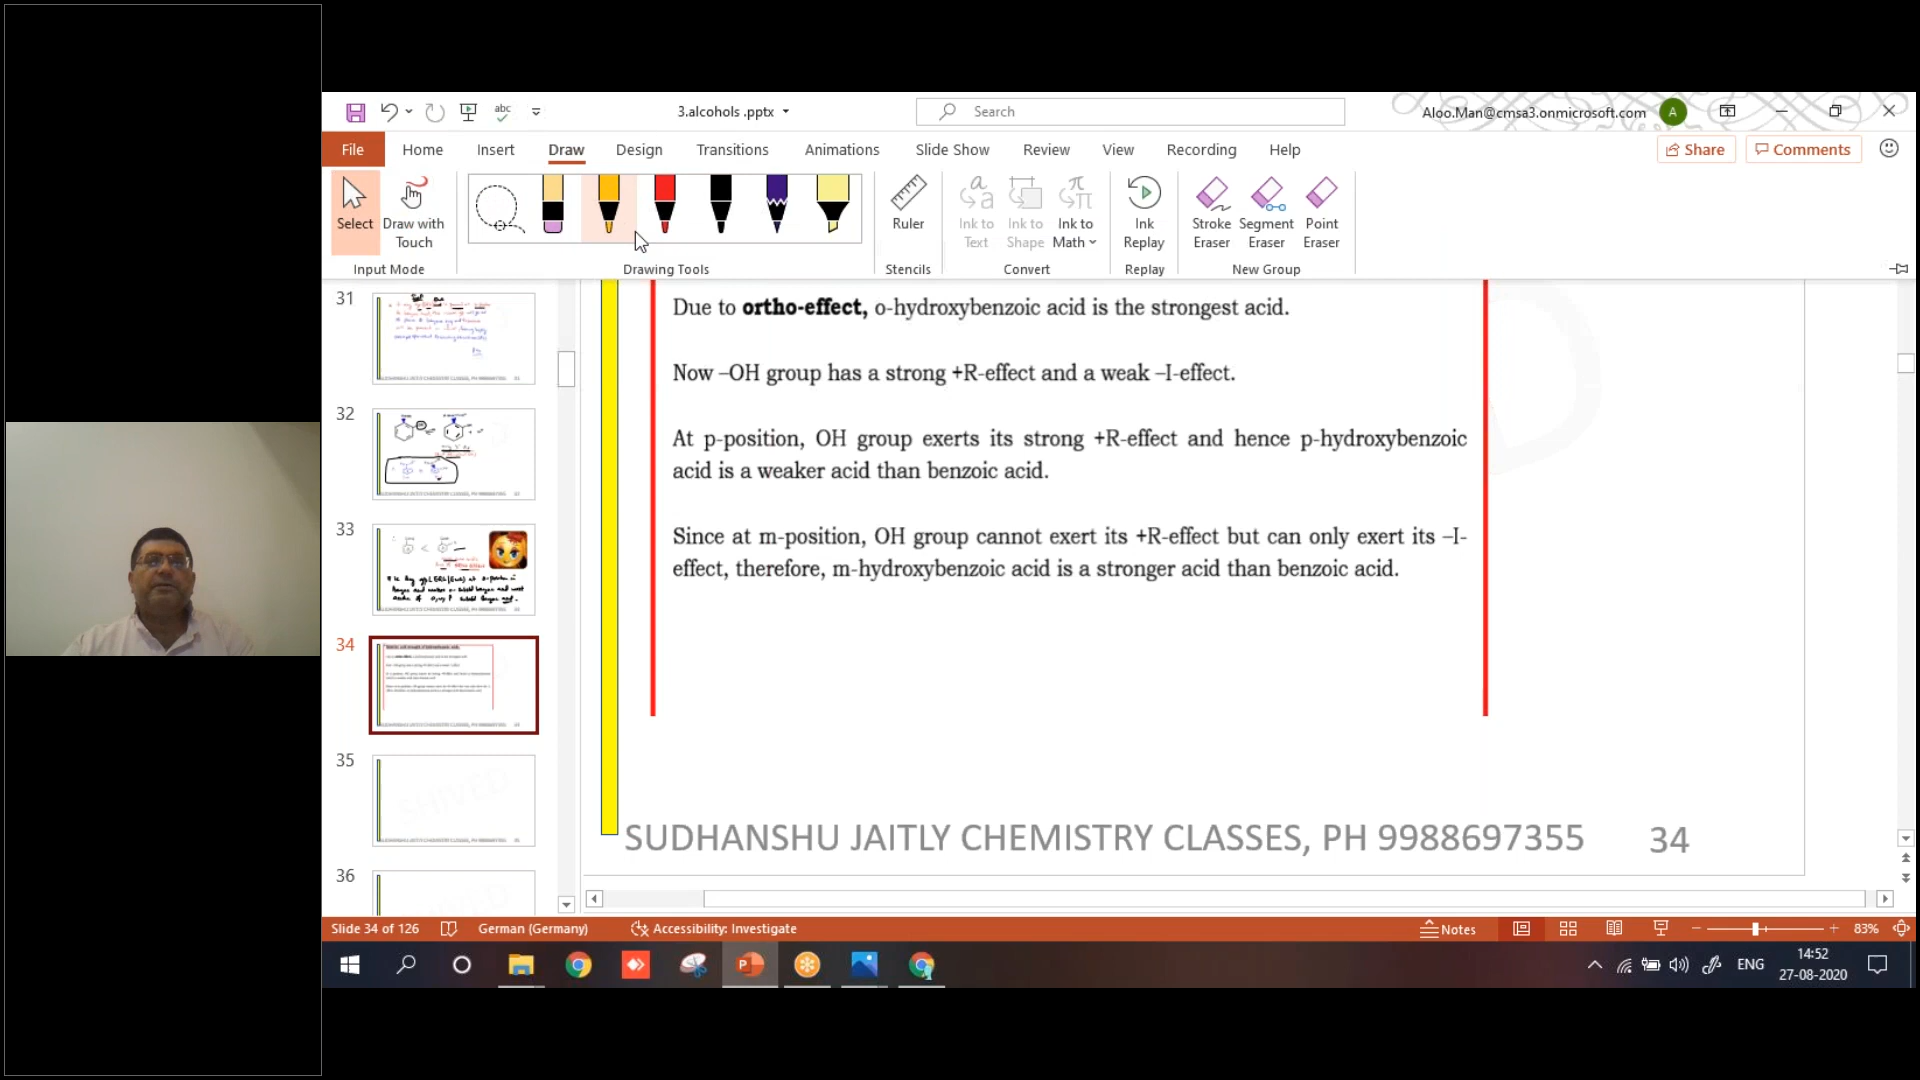 abc
3.alcohols .pptx
Search
Aloo.Man@cmsa3.onmicrosoft.com
A
File Home Insert Draw Design Transitions Animations Slide Show Review View Recording Help
Share Comments
Select
Draw with Touch
Input Mode
Drawing Tools
Ruler
Stencils
Ink to Text
Ink to Shape
Ink to Math
Convert
Ink Replay
Replay
Stroke Eraser
Segment Eraser
Point Eraser
New Group
31
32
33
34
35
36
Due to ortho-effect, o-hydroxybenzoic acid is the strongest acid.
Now –OH group has a strong +R-effect and a weak –I-effect.
At p-position, OH group exerts its strong +R-effect and hence p-hydroxybenzoic
acid is a weaker acid than benzoic acid.
Since at m-position, OH group cannot exert its +R-effect but can only exert its –I-
effect, therefore, m-hydroxybenzoic acid is a stronger acid than benzoic acid.
SUDHANSHU JAITLY CHEMISTRY CLASSES, PH 9988697355 34
Slide 34 of 126 German (Germany) Accessibility: Investigate Notes 83%
ENG
14:52
27-08-2020